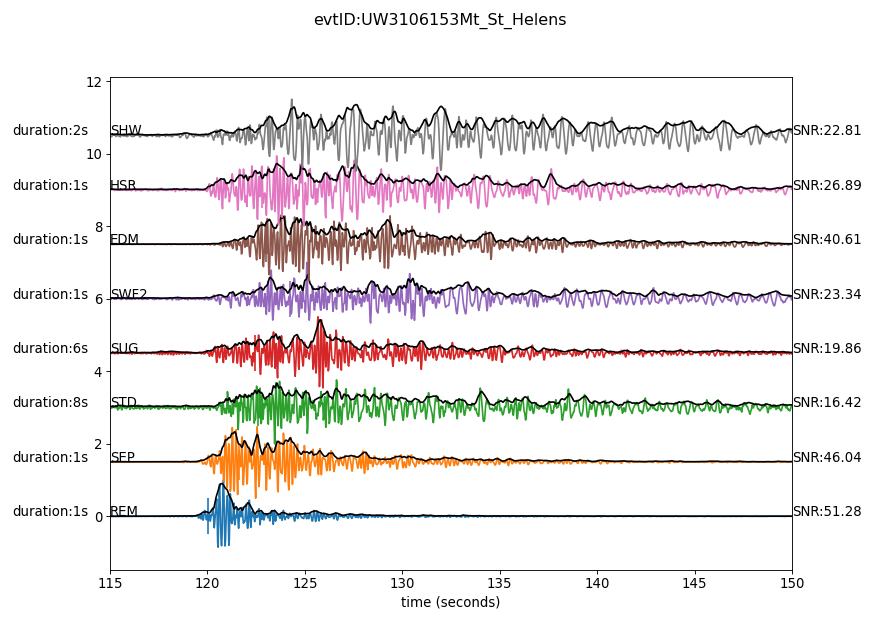 evtID:UW3106153Mt_St_Helens
12
duration:2s SHW SNR:22.81
10
duration:1s HSR SNR:26.89
8
duration:1s EDM SNR:40.61
duration:1s SWF2 SNR:23.34
6
duration:6s SUG SNR:19.86
4
duration:8s STD SNR:16.42
2
duration:1s SEP SNR:46.04
duration:1s REM SNR:51.28
0
115 120 125 130 135 140 145 150
time (seconds)